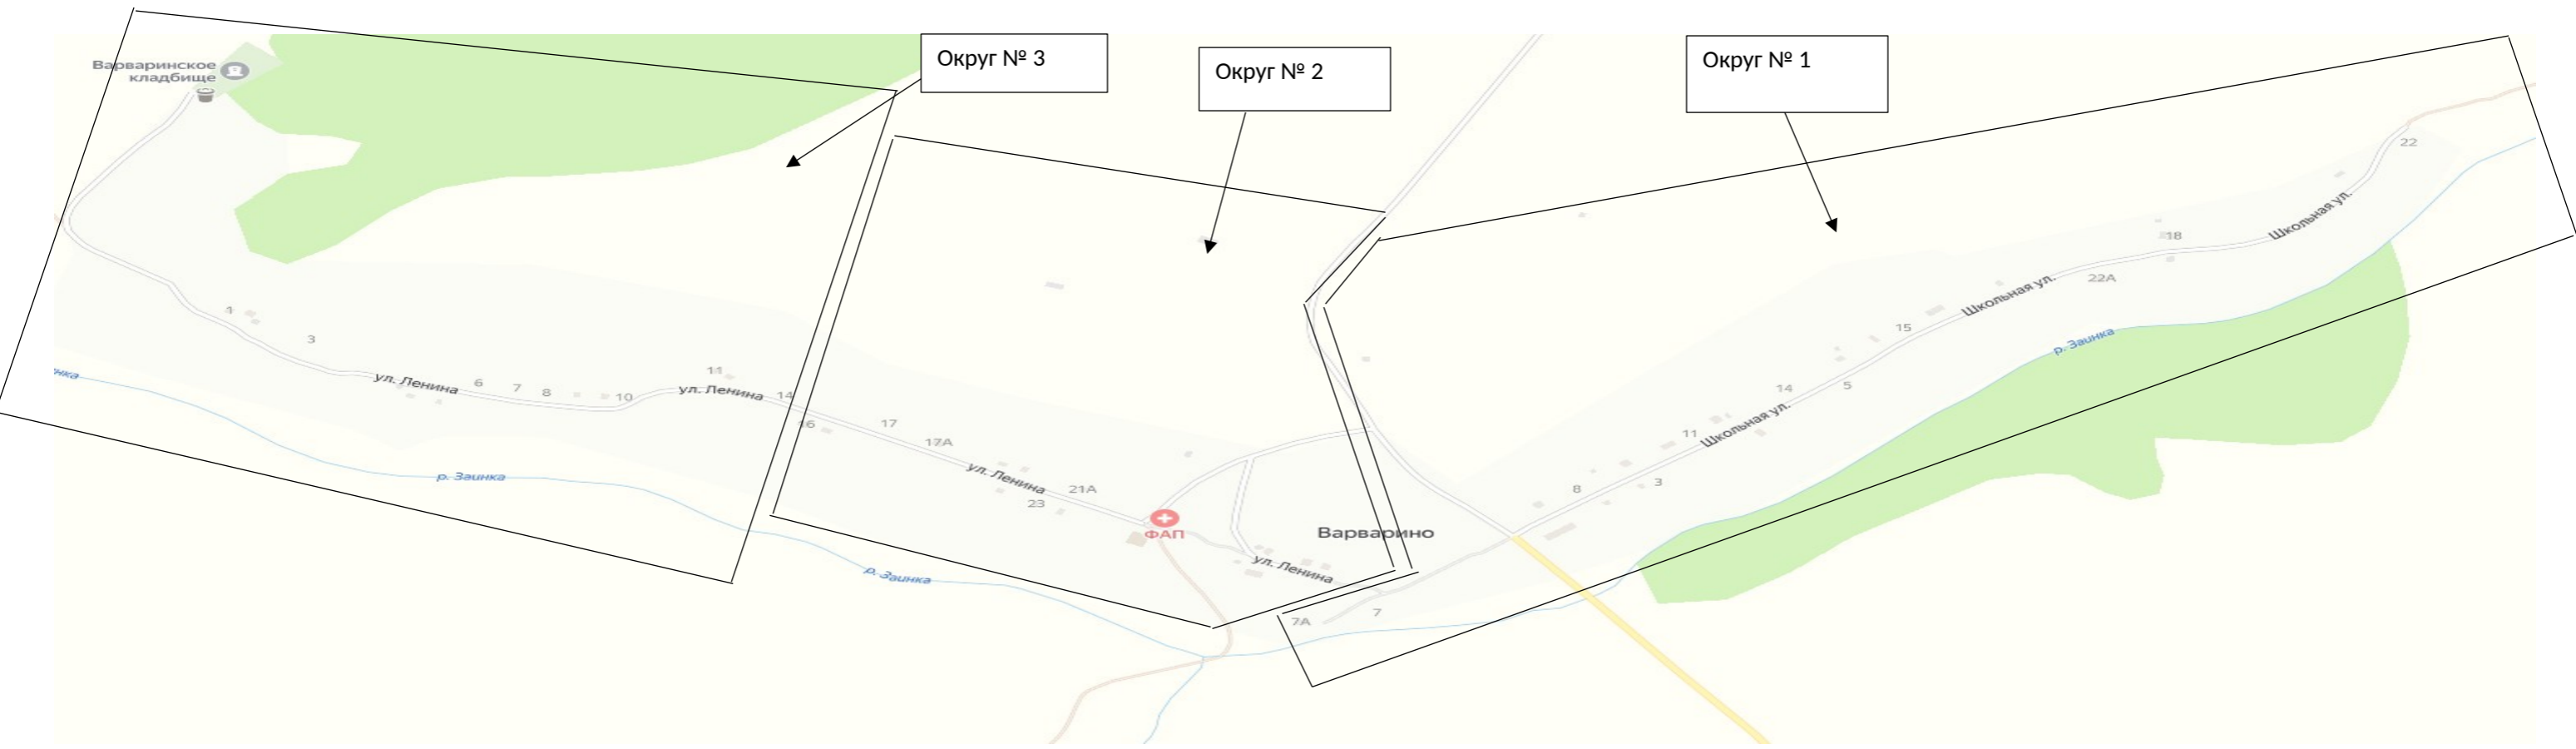 Округ № 3
Округ № 2
Округ № 1
Варваринское
кладбище
22
Школьная ул.
18
22А
Школьная ул.
15
р. Заинка
5
14
Школьная ул.
11
3
8
3
ул. Ленина
6
7
8
10
11
ул. Ленина
14
16
17
17А
ул. Ленина
21А
23
ФАП
Варварино
ул. Ленина
7
7А
р. Заинка
р. Заинка
нка